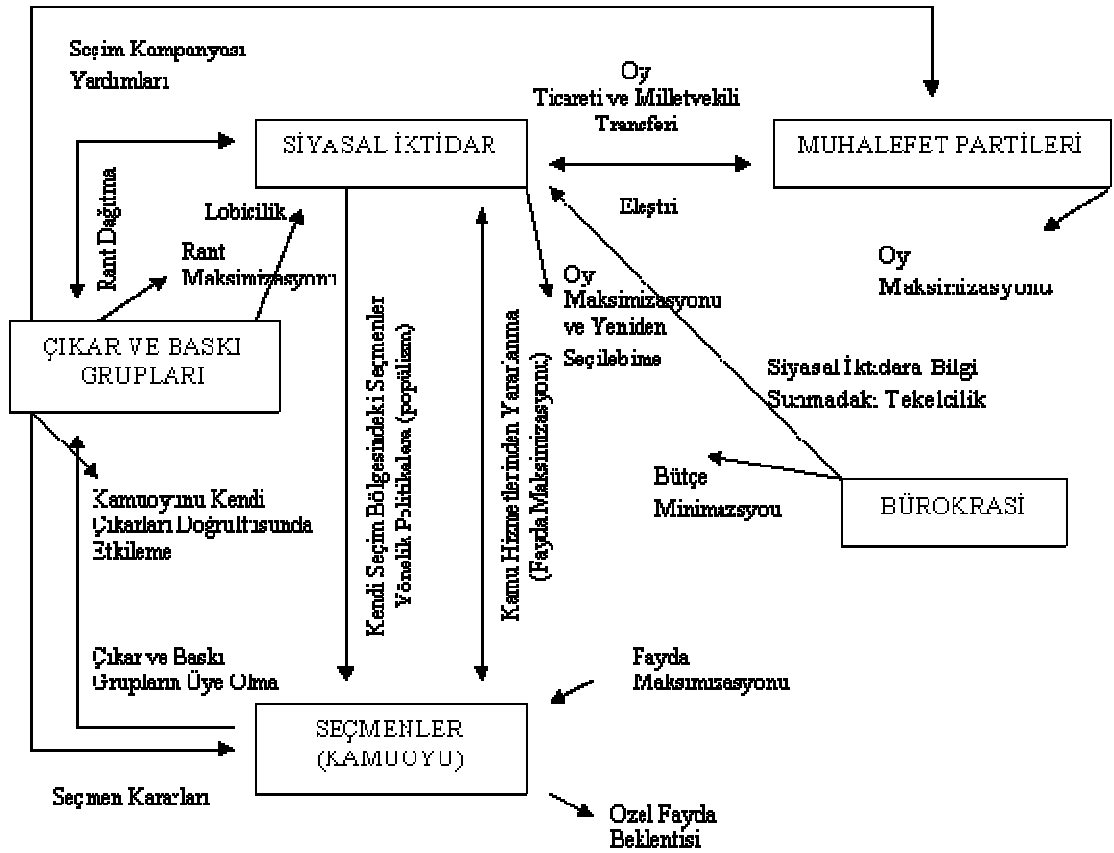 Seçim Kampanyası
Yardımları
Oy
Ticareti ve Milletvekili
Transferi
SİYASAL İKTİDAR
MUHALEFET PARTİLERİ
Eleştri
Rant Dağıtma
Lobicilik
Rant
Maksimizasyonu
Oy
Maksimizasyonu
ve Yeniden
Seçilebime
Oy
Maksimizasyonu
ÇIKAR VE BASKI
GRUPLARI
Kendi Seçim Bölgesindeki Seçmenler
Yönelik Politikalara (popülizm)
Kamu Hizmetlerinden Yararlanma
(Fayda Maksimizasyonu)
Siyasal İktidara Bilgi
Sunmadaki Tekelcilik
Bütçe
Minimizsyou
BÜROKRASİ
Kamuoyunu Kendi
Çıkarları Doğrultusunda
Etkileme
Çıkar ve Baskı
Grupların Üye Olma
Fayda
Maksimizasyonu
SEÇMENLER
(KAMUOYU)
Seçmen Kararları
Özel Fayda
Beklentisi